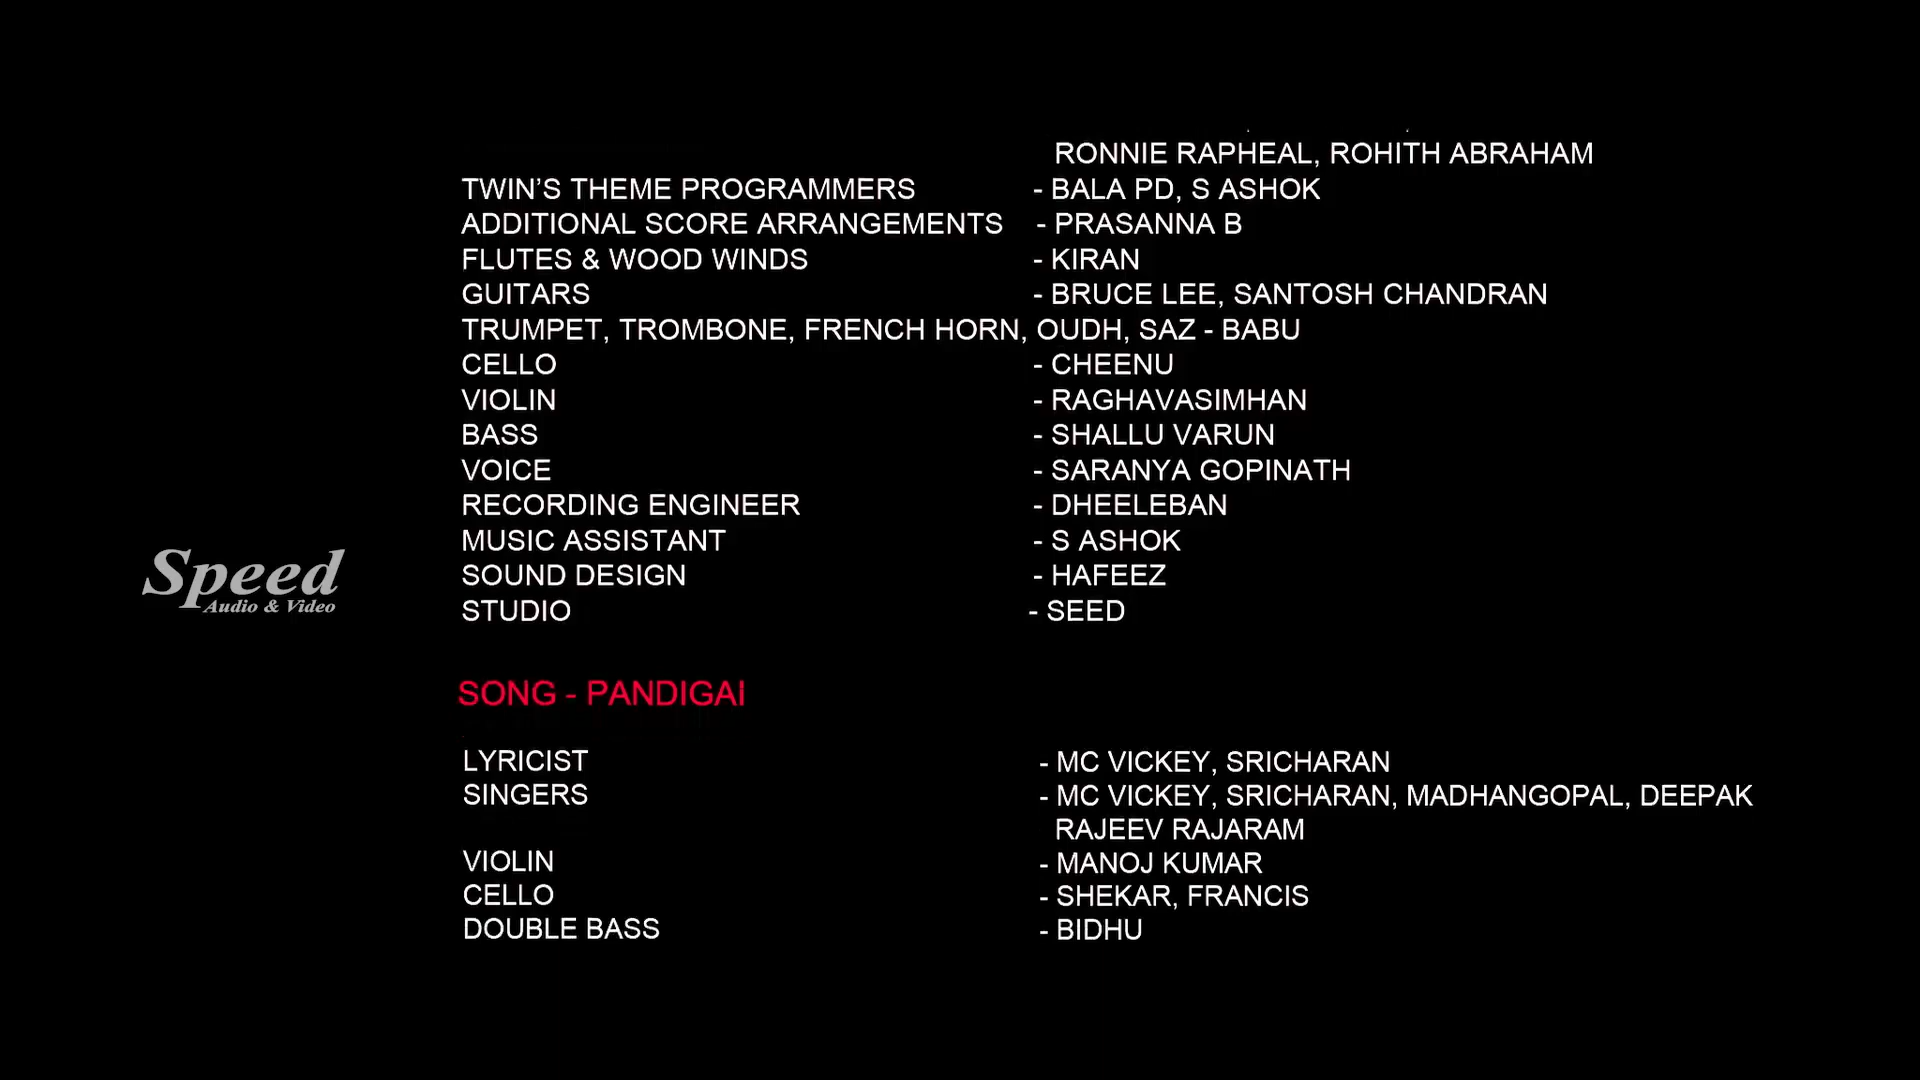 RONNIE RAPHEAL, ROHITH ABRAHAM
TWIN’S THEME PROGRAMMERS - BALA PD, S ASHOK
ADDITIONAL SCORE ARRANGEMENTS - PRASANNA B
FLUTES & WOOD WINDS - KIRAN
GUITARS - BRUCE LEE, SANTOSH CHANDRAN
TRUMPET, TROMBONE, FRENCH HORN, OUDH, SAZ - BABU
CELLO - CHEENU
VIOLIN - RAGHAVASIMHAN
BASS - SHALLU VARUN
VOICE - SARANYA GOPINATH
RECORDING ENGINEER - DHEELEBAN
MUSIC ASSISTANT - S ASHOK
SOUND DESIGN - HAFEEZ
STUDIO - SEED
Speed
Audio & Video
SONG - PANDIGAI
LYRICIST - MC VICKEY, SRICHARAN
SINGERS - MC VICKEY, SRICHARAN, MADHANGOPAL, DEEPAK
RAJEEV RAJARAM
VIOLIN - MANOJ KUMAR
CELLO - SHEKAR, FRANCIS
DOUBLE BASS - BIDHU